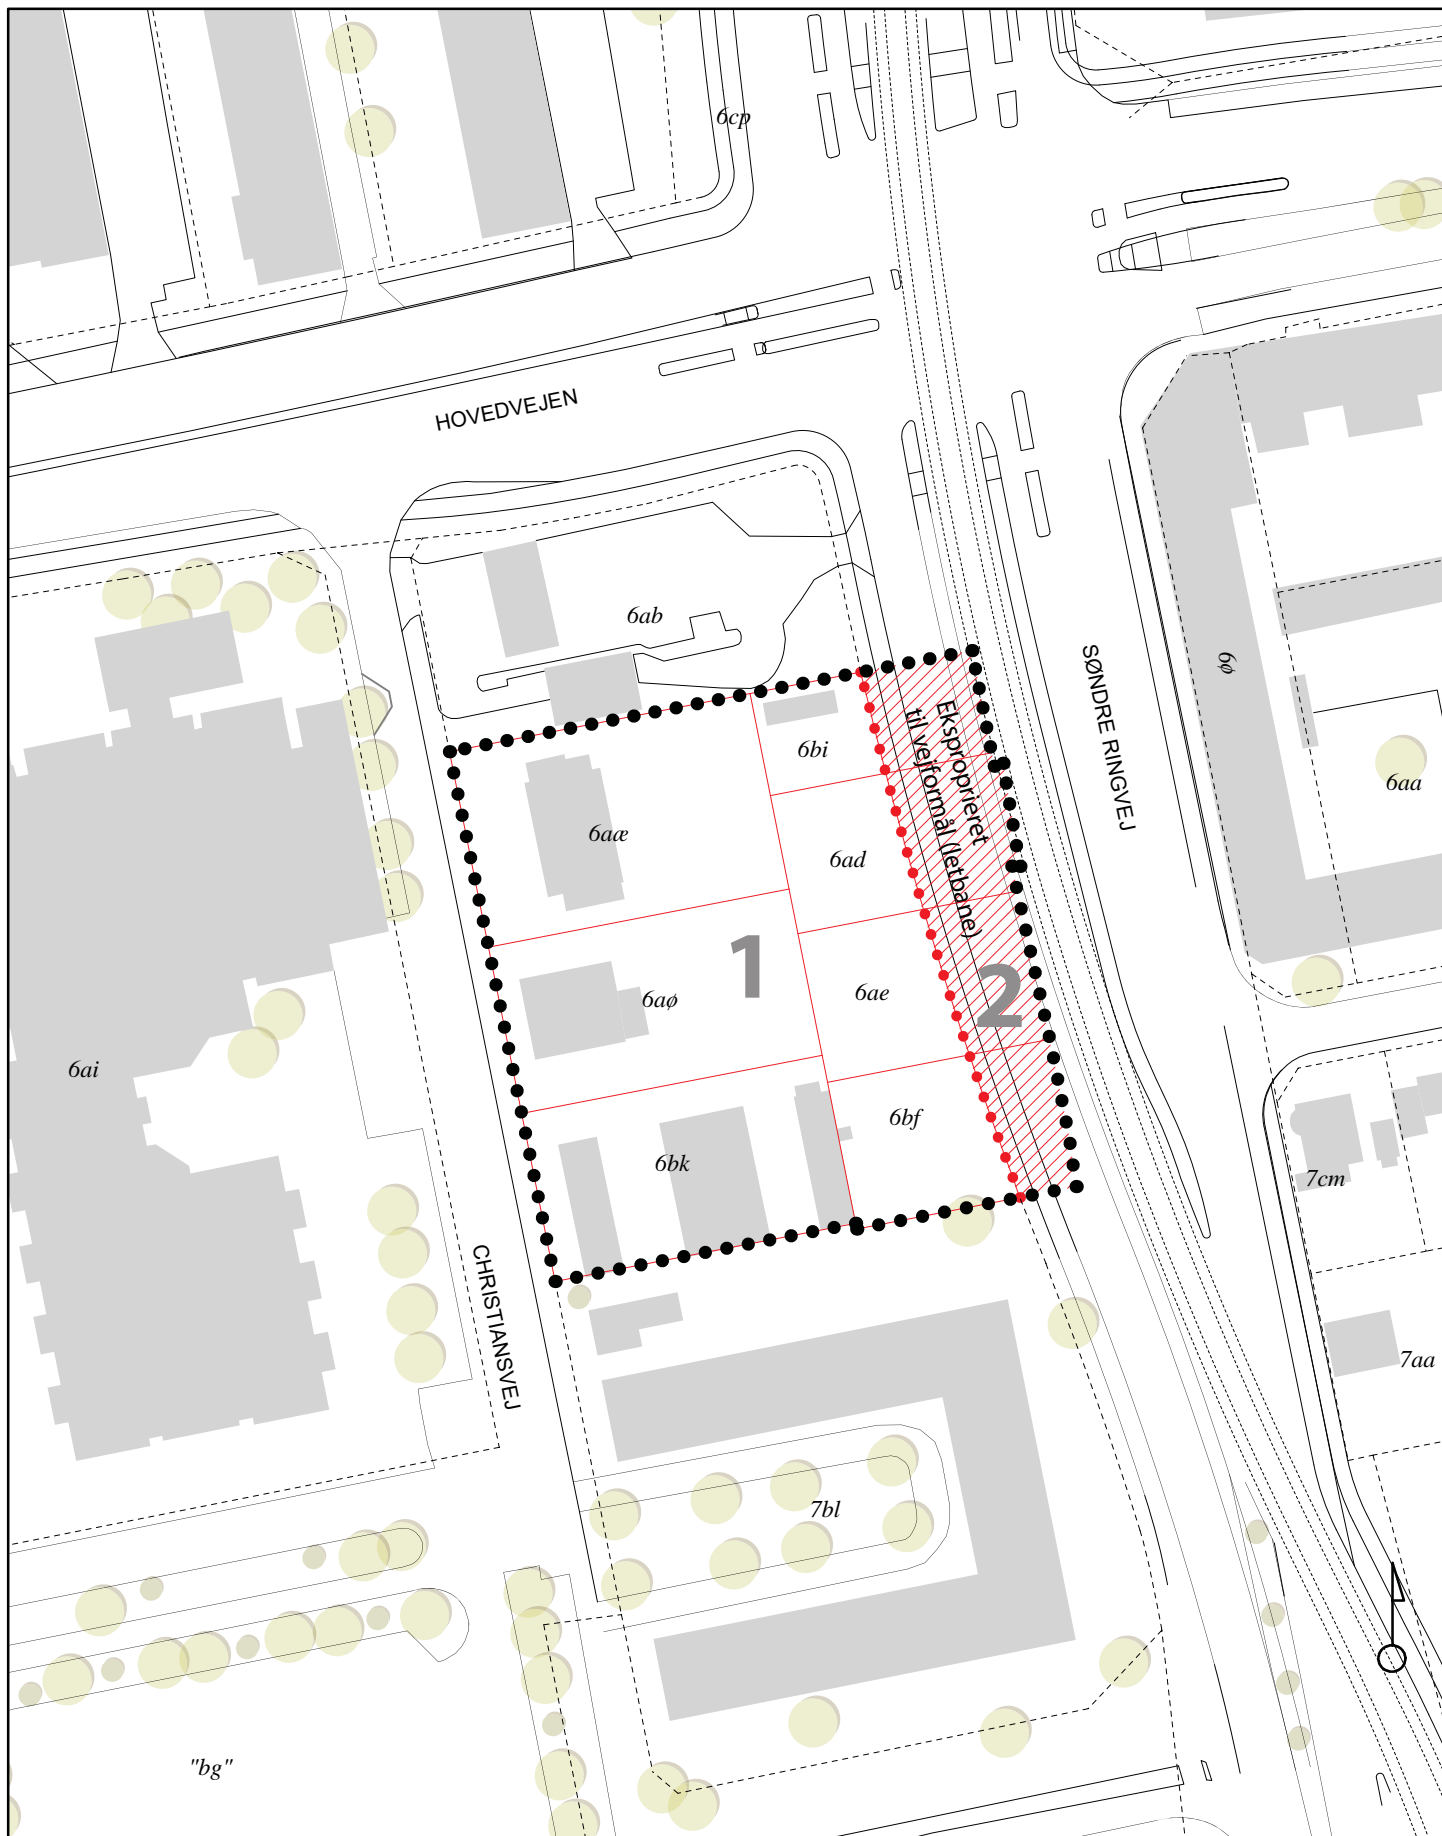 6cp
HOVEDVEJEN
6ab
SØNDRE RINGVEJ
6ø
6aa
6bi
Eksproprieret
til vejformål (letbane)
6aæ
6ad
1
2
6aø
6ae
6ai
6bf
6bk
7cm
CHRISTIANSVEJ
7aa
7bl
"bg"